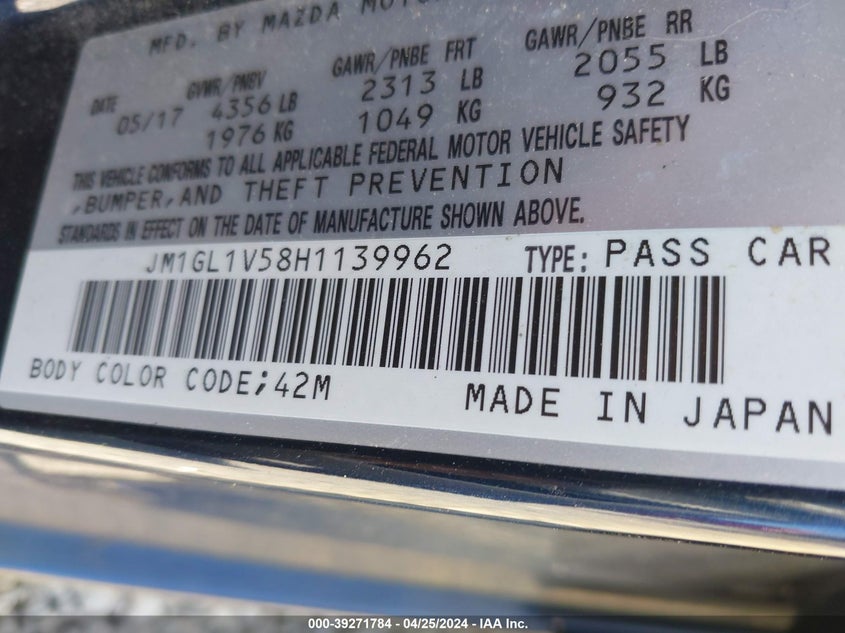 MFD. BY MAZDA MOTOR
DATE GVWR/PNBV GAWR/PNBE FRT GAWR/PNBE RR
05/17 4356 LB 2313 LB 2055 LB
1976 KG 1049 KG 932 KG
THIS VEHICLE CONFORMS TO ALL APPLICABLE FEDERAL MOTOR VEHICLE SAFETY
,BUMPER,AND THEFT PREVENTION
STANDARDS IN EFFECT ON THE DATE OF MANUFACTURE SHOWN ABOVE.
JM1GL1V58H1139962 TYPE: PASS CAR
BODY COLOR CODE;42M MADE IN JAPAN
000-39271784 - 04/25/2024 - IAA Inc.